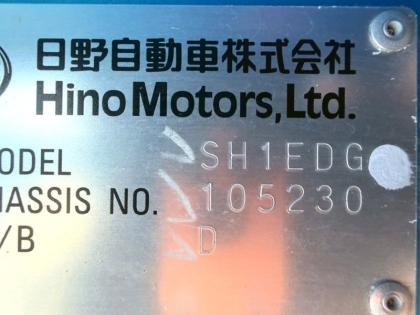 日野自動車株式会社
Hino Motors, Ltd.
ODEL SH1EDG
HASSIS NO. 105230
/B D